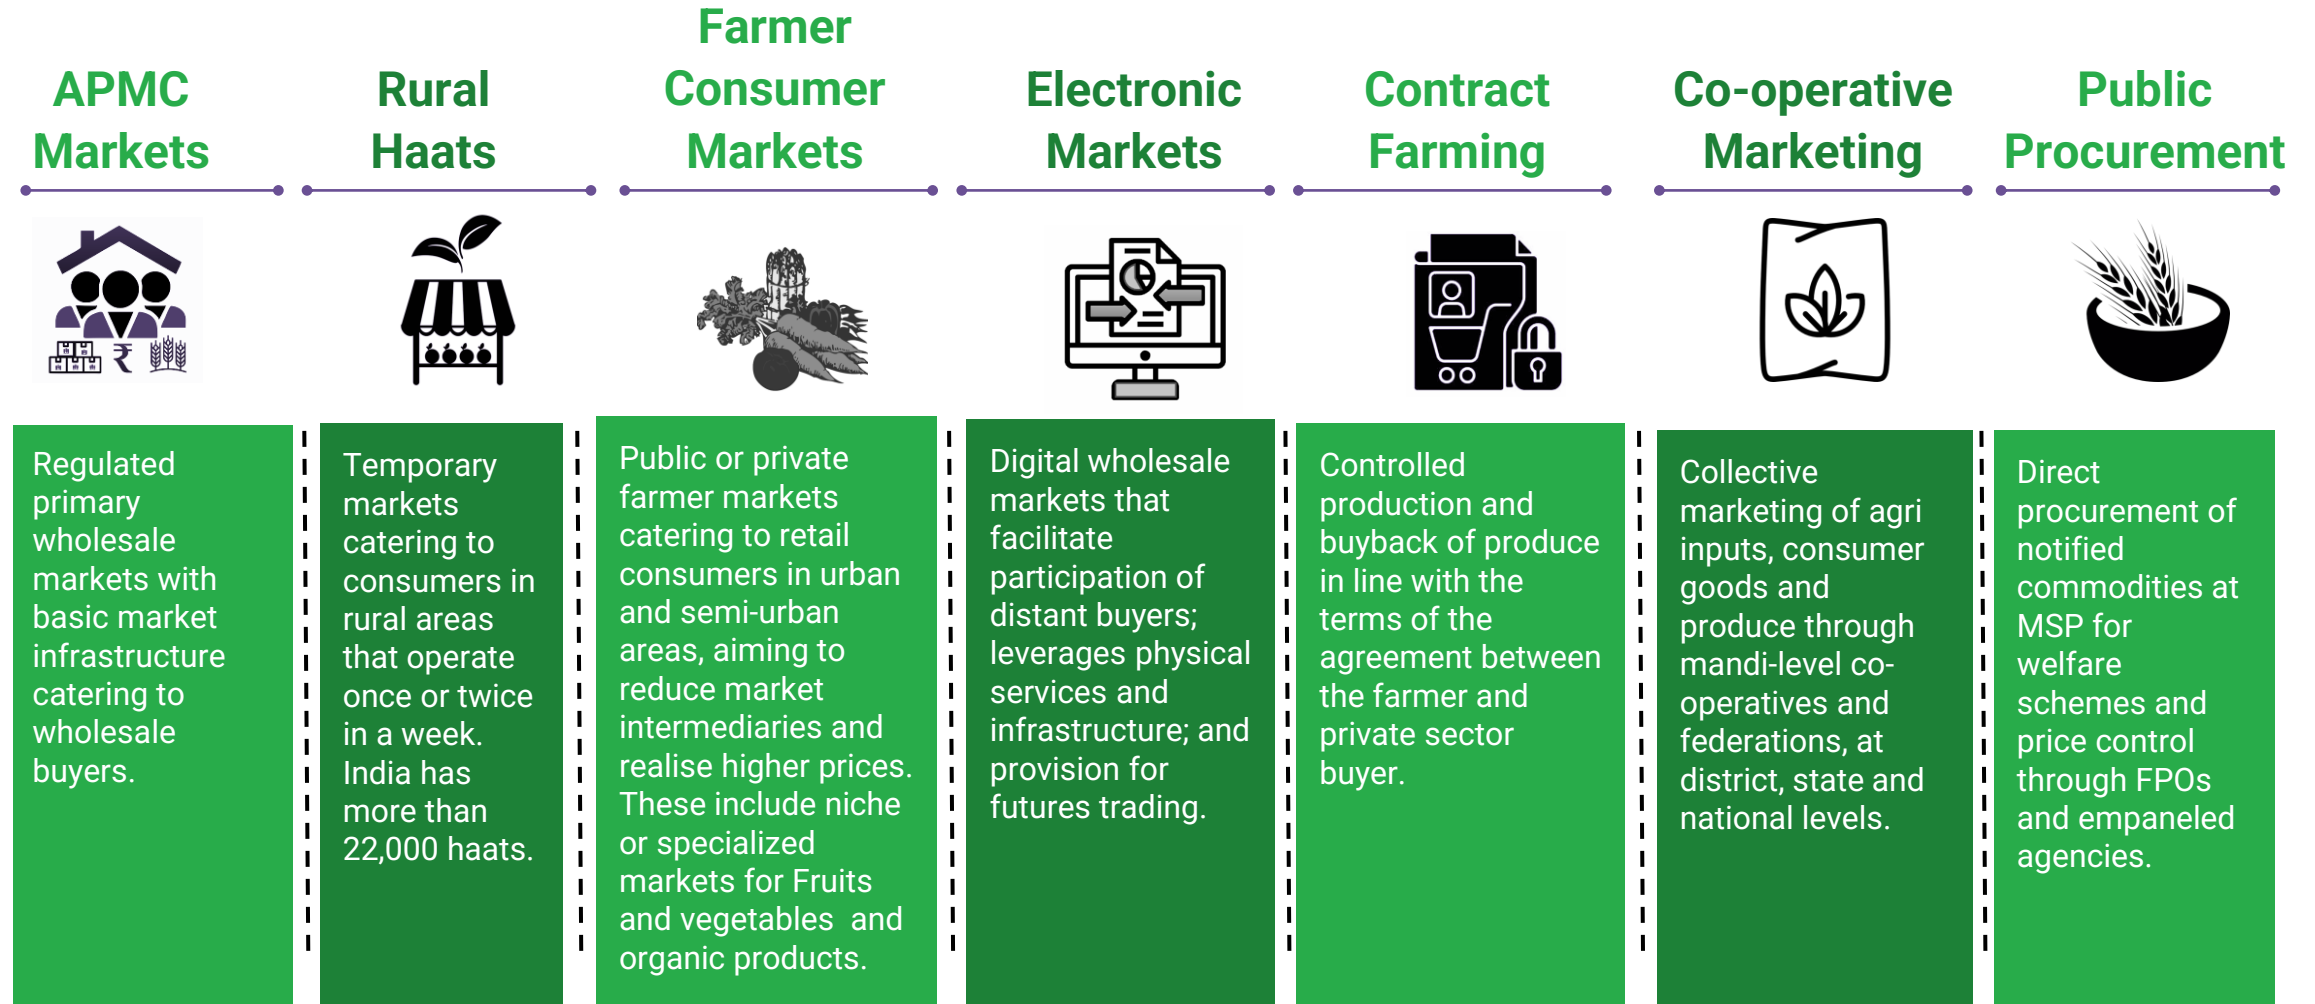 APMC
Markets
Regulated
primary
wholesale
markets with
basic market
infrastructure
catering to
wholesale
buyers.
Rural
Haats
Temporary
markets
catering to
consumers in
rural areas
that operate
once or twice
in a week.
India has
more than
22,000 haats.
Farmer
Consumer
Markets
Public or private
farmer markets
catering to retail
consumers in urban
and semi-urban
areas, aiming to
reduce market
intermediaries and
realise higher prices.
These include niche
or specialized
markets for Fruits
and vegetables  and
organic products.
Electronic
Markets
Digital wholesale
markets that
facilitate
participation of
distant buyers;
leverages physical
services and
infrastructure; and
provision for
futures trading.
Contract
Farming
Controlled
production and
buyback of produce
in line with the
terms of the
agreement between
the farmer and
private sector
buyer.
Co-operative
Marketing
Collective
marketing of agri
inputs, consumer
goods and
produce through
mandi-level co-
operatives and
federations, at
district, state and
national levels.
Public
Procurement
Direct
procurement of
notified
commodities at
MSP for
welfare
schemes and
price control
through FPOs
and empaneled
agencies.
₹